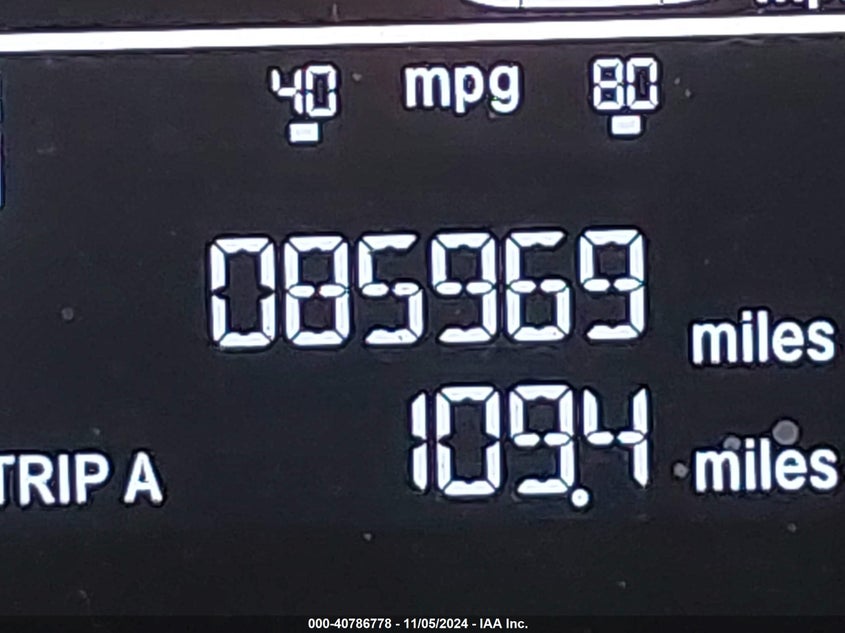 40 mpg 80
085969 miles
TRIP A 109.4 miles
000-40786778 - 11/05/2024 - IAA Inc.